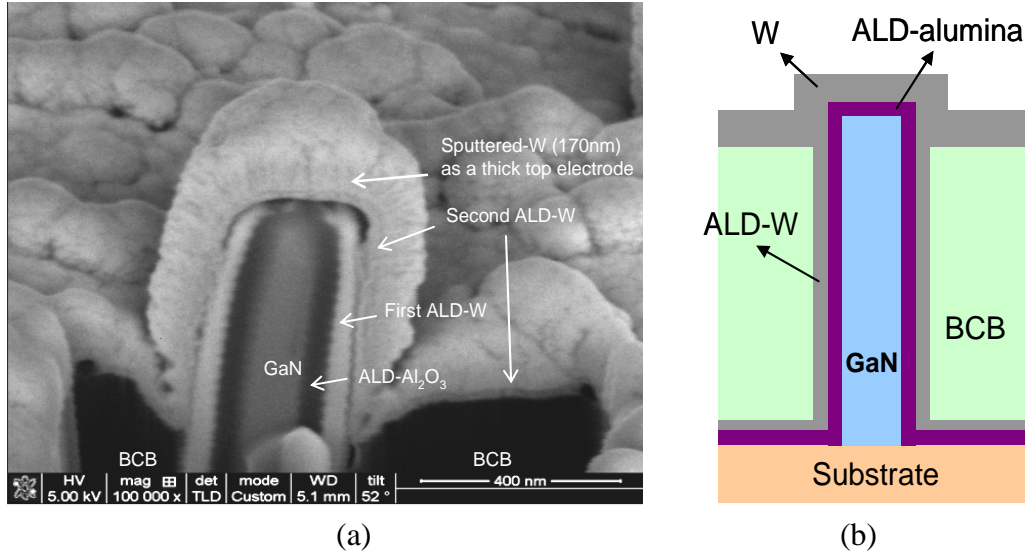 Sputtered-W (170nm)
as a thick top electrode
Second ALD-W
First ALD-W
GaN
ALD-Al₂O₃
BCB
BCB
HV
mag
det
mode
WD
tilt
5.00 kV
100 000 x
TLD
Custom
5.1 mm
52 °
400 nm
(a)
W
ALD-alumina
ALD-W
BCB
GaN
Substrate
(b)